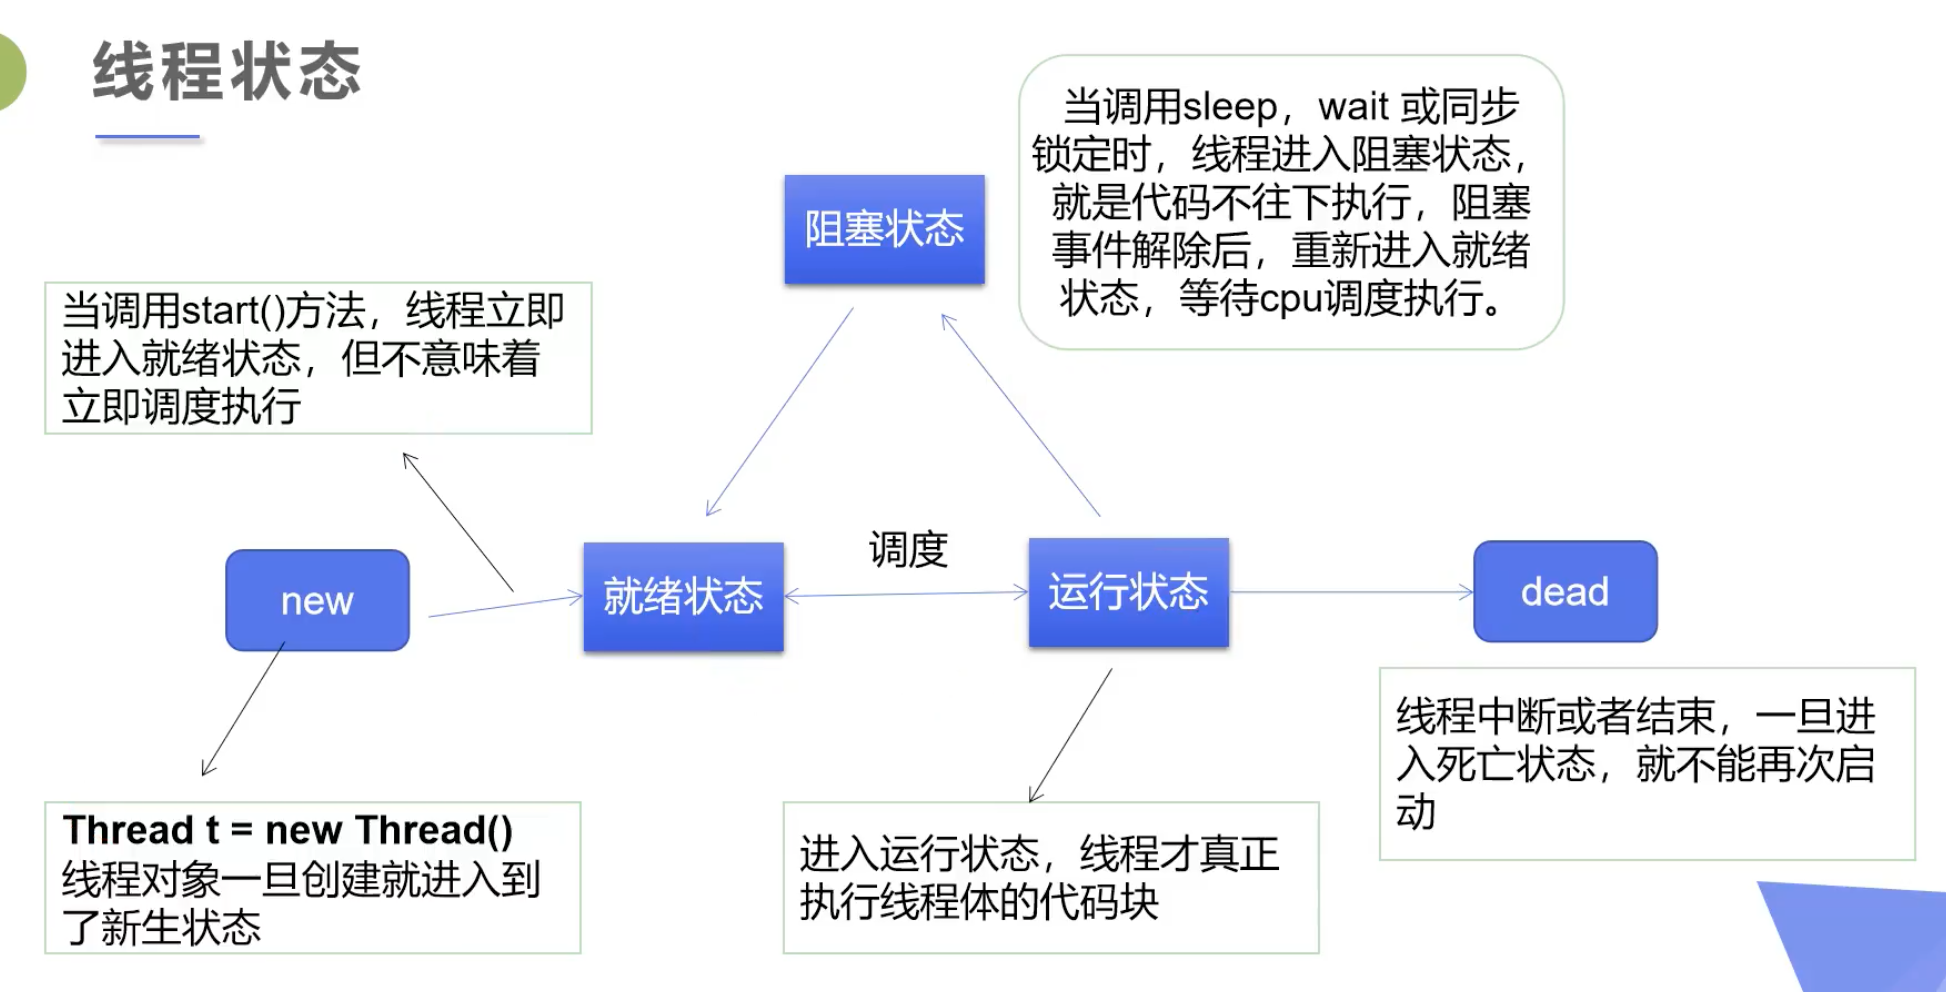 线程状态
当调用sleep，wait 或同步
锁定时，线程进入阻塞状态，
就是代码不往下执行，阻塞
事件解除后，重新进入就绪
状态，等待cpu调度执行。
阻塞状态
当调用start()方法，线程立即
进入就绪状态，但不意味着
立即调度执行
new
就绪状态
调度
运行状态
dead
Thread t = new Thread()
线程对象一旦创建就进入到
了新生状态
进入运行状态，线程才真正
执行线程体的代码块
线程中断或者结束，一旦进
入死亡状态，就不能再次启
动